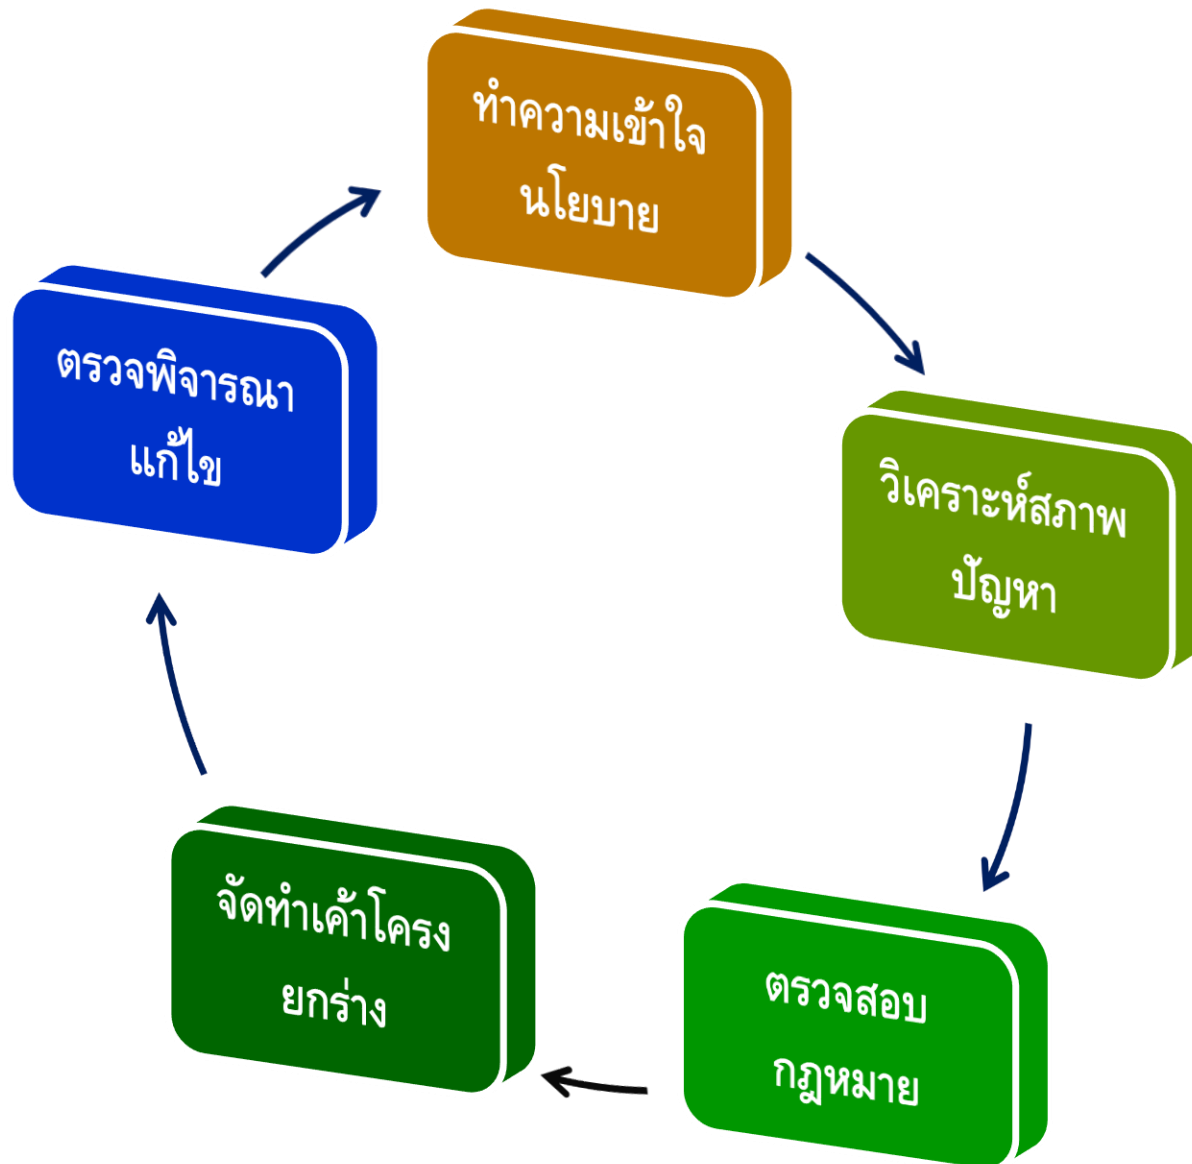 ทำความเข้าใจ
นโยบาย
วิเคราะห์สภาพ
ปัญหา
ตรวจสอบ
กฎหมาย
จัดทำเค้าโครง
ยกร่าง
ตรวจพิจารณา
แก้ไข